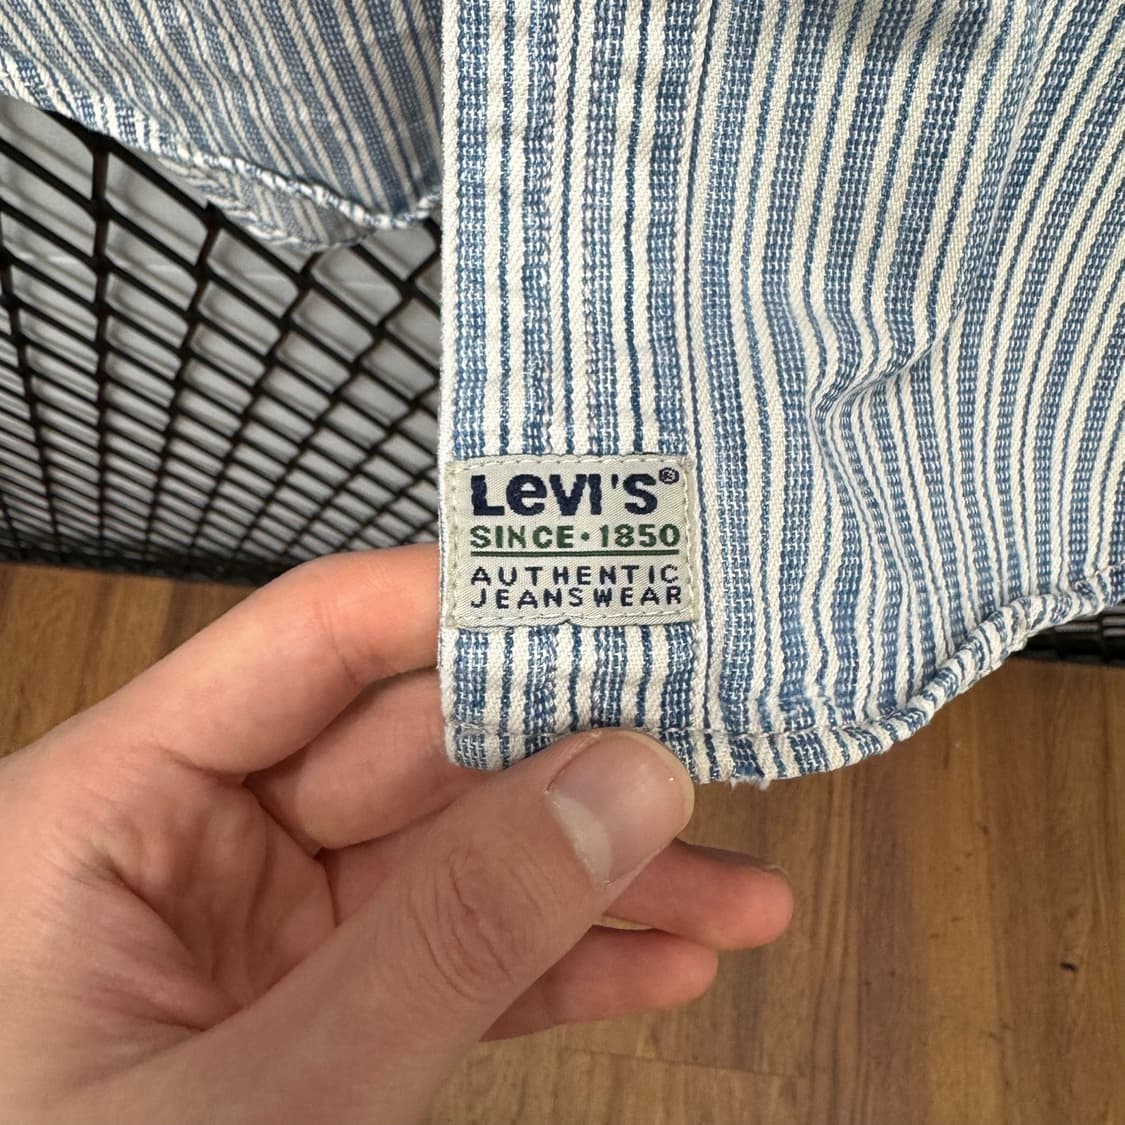 Levi's®
SINCE • 1850
AUTHENTIC
JEANSWEAR